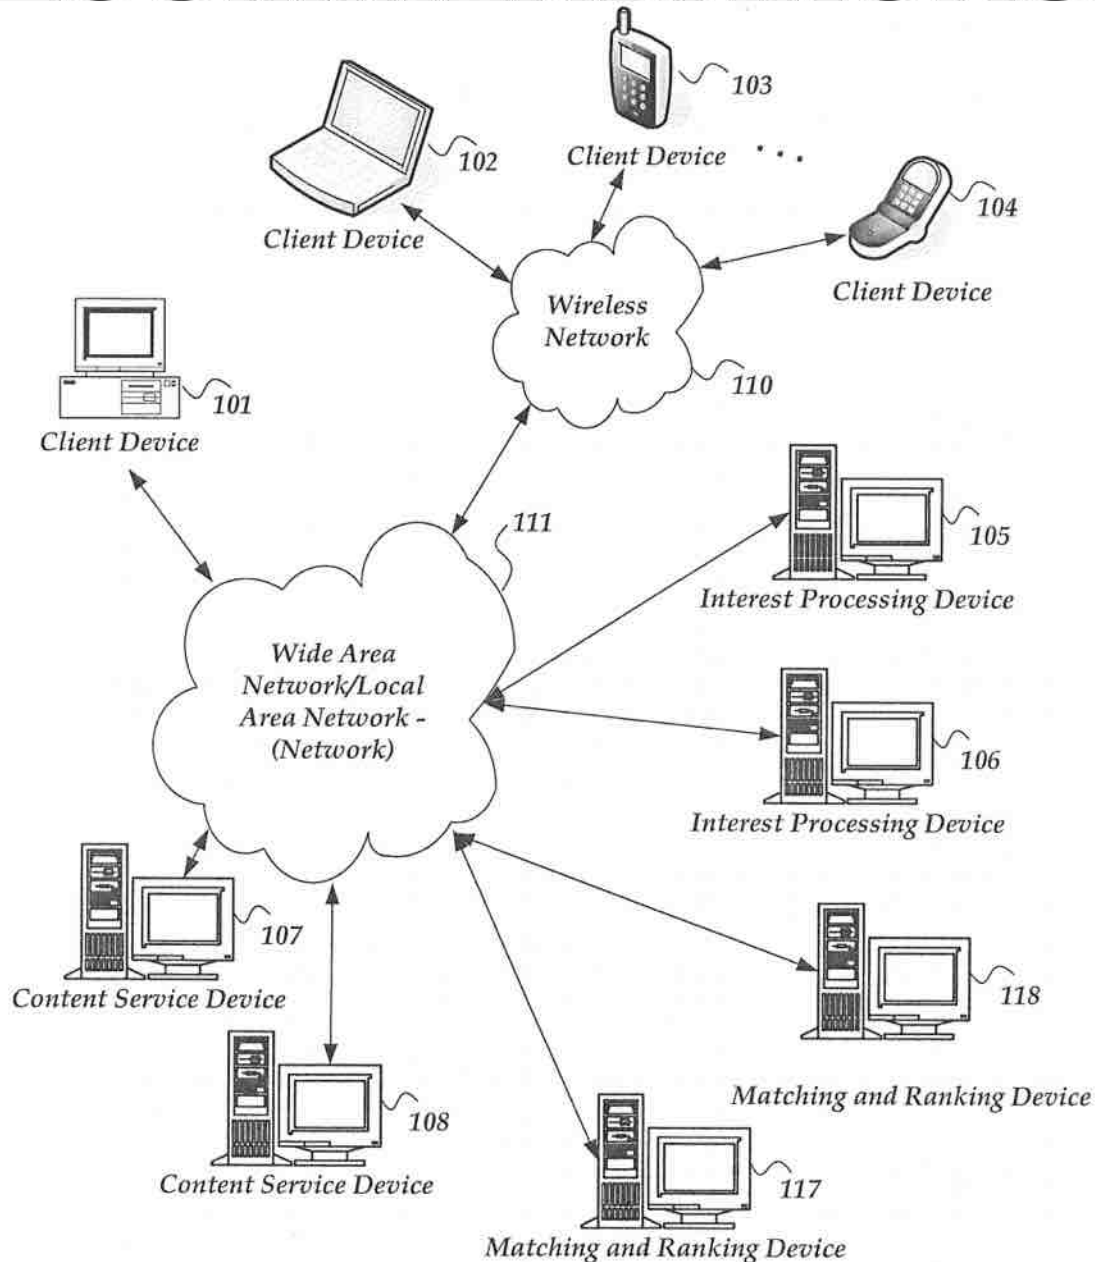 103
102
Client Device
. . .
104
Client Device
Client Device
Wireless
Network
110
101
Client Device
111
105
Interest Processing Device
Wide Area
Network/Local
Area Network -
(Network)
106
Interest Processing Device
107
Content Service Device
118
Matching and Ranking Device
108
Content Service Device
117
Matching and Ranking Device